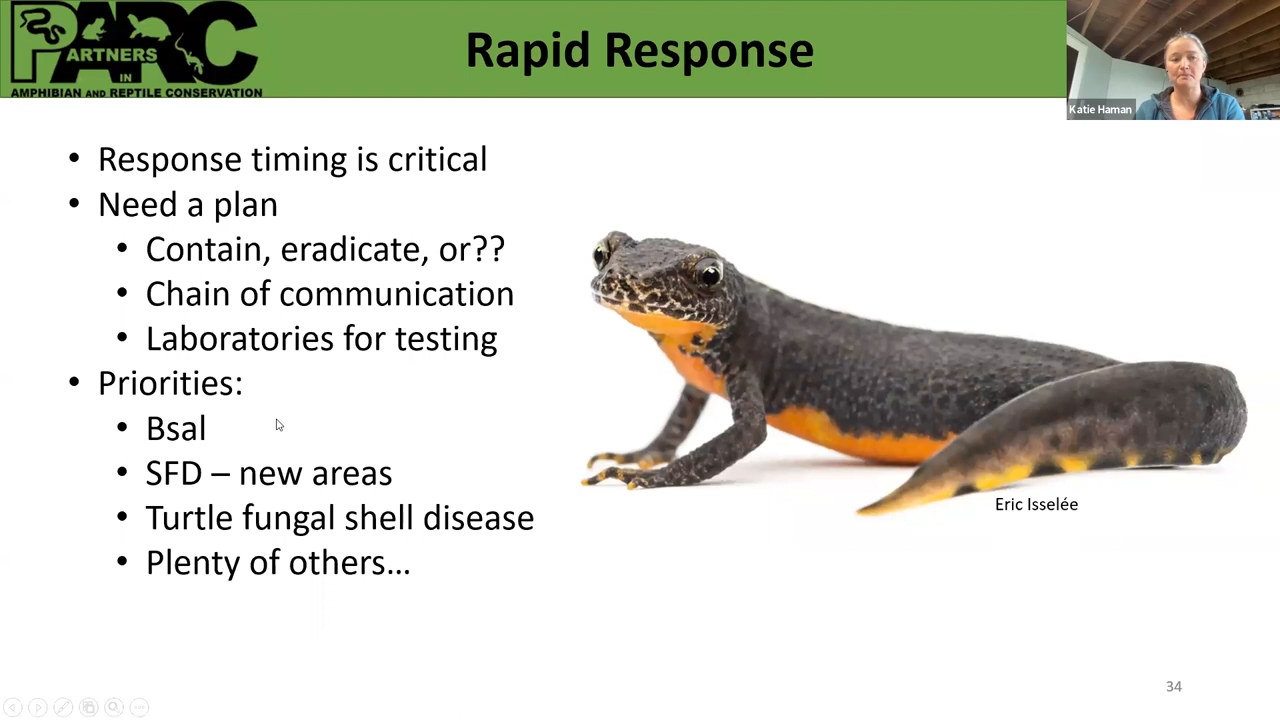 PARC
PARTNERS
IN
AMPHIBIAN AND REPTILE CONSERVATION
Rapid Response
Katie Haman
• Response timing is critical
• Need a plan
• Contain, eradicate, or??
• Chain of communication
• Laboratories for testing
• Priorities:
• Bsal
• SFD – new areas
• Turtle fungal shell disease
• Plenty of others…
Eric Isselée
34